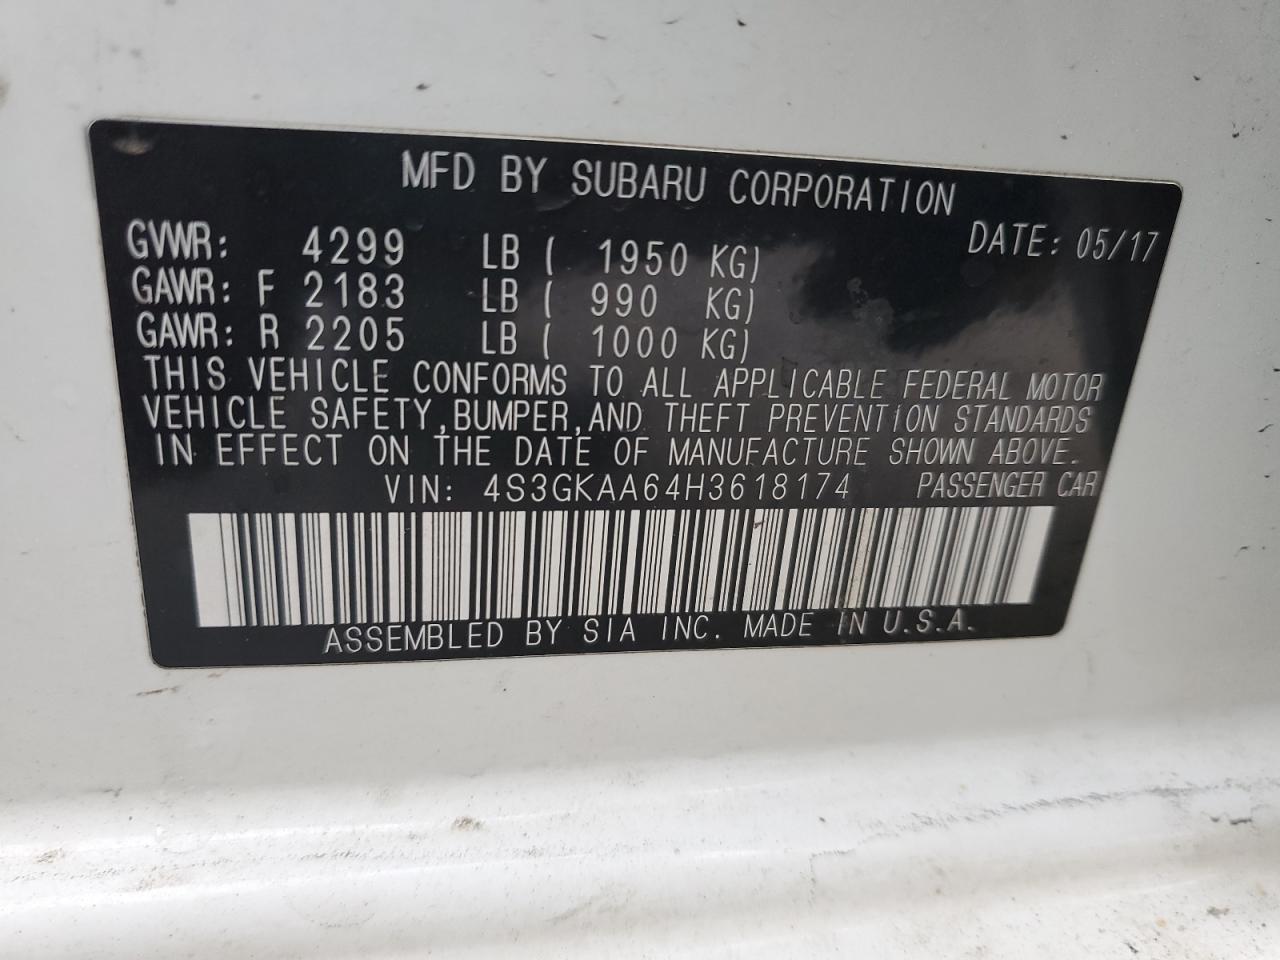 MFD BY SUBARU CORPORATION
DATE: 05/17
GVWR: 4299 LB ( 1950 KG)
GAWR: F 2183 LB ( 990 KG)
GAWR: R 2205 LB ( 1000 KG)
THIS VEHICLE CONFORMS TO ALL APPLICABLE FEDERAL MOTOR
VEHICLE SAFETY,BUMPER,AND THEFT PREVENTION STANDARDS
IN EFFECT ON THE DATE OF MANUFACTURE SHOWN ABOVE.
VIN: 4S3GKAA64H3618174 PASSENGER CAR
ASSEMBLED BY SIA INC. MADE IN U.S.A.